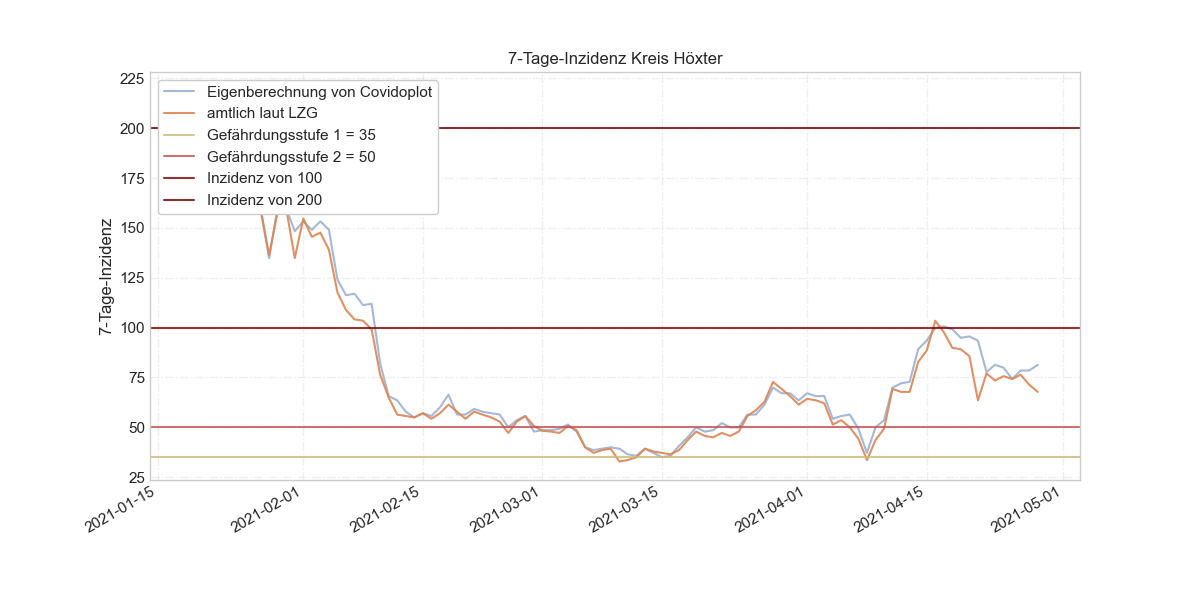 7-Tage-Inzidenz Kreis Höxter
7-Tage-Inzidenz
225
200
175
150
125
100
75
50
25
Eigenberechnung von Covidoplot
amtlich laut LZG
Gefährdungsstufe 1 = 35
Gefährdungsstufe 2 = 50
Inzidenz von 100
Inzidenz von 200
2021-01-15
2021-02-01
2021-02-15
2021-03-01
2021-03-15
2021-04-01
2021-04-15
2021-05-01